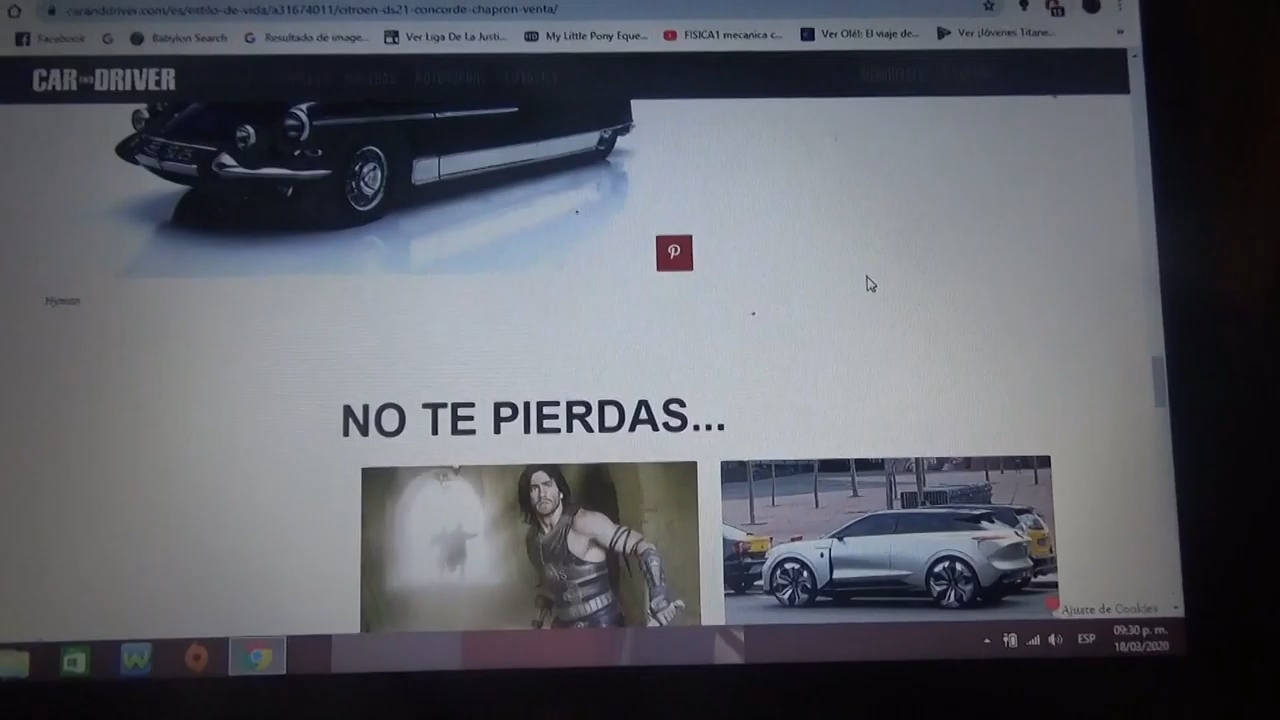 caranddriver.com/es/estilo-de-vida/a31674011/citroen-ds21-concorde-chapron-venta/
Facebook Babylon Search Resultado de image... Ver Liga De La Justi... HD My Little Pony Eque... FISICA1 mecanica c... Ver Olé!: El viaje de... Ver ¡Jóvenes Titane... »
CAR AND DRIVER
Hyman
NO TE PIERDAS...
Ajuste de Cookies
ESP
09:30 p. m.
18/03/2020